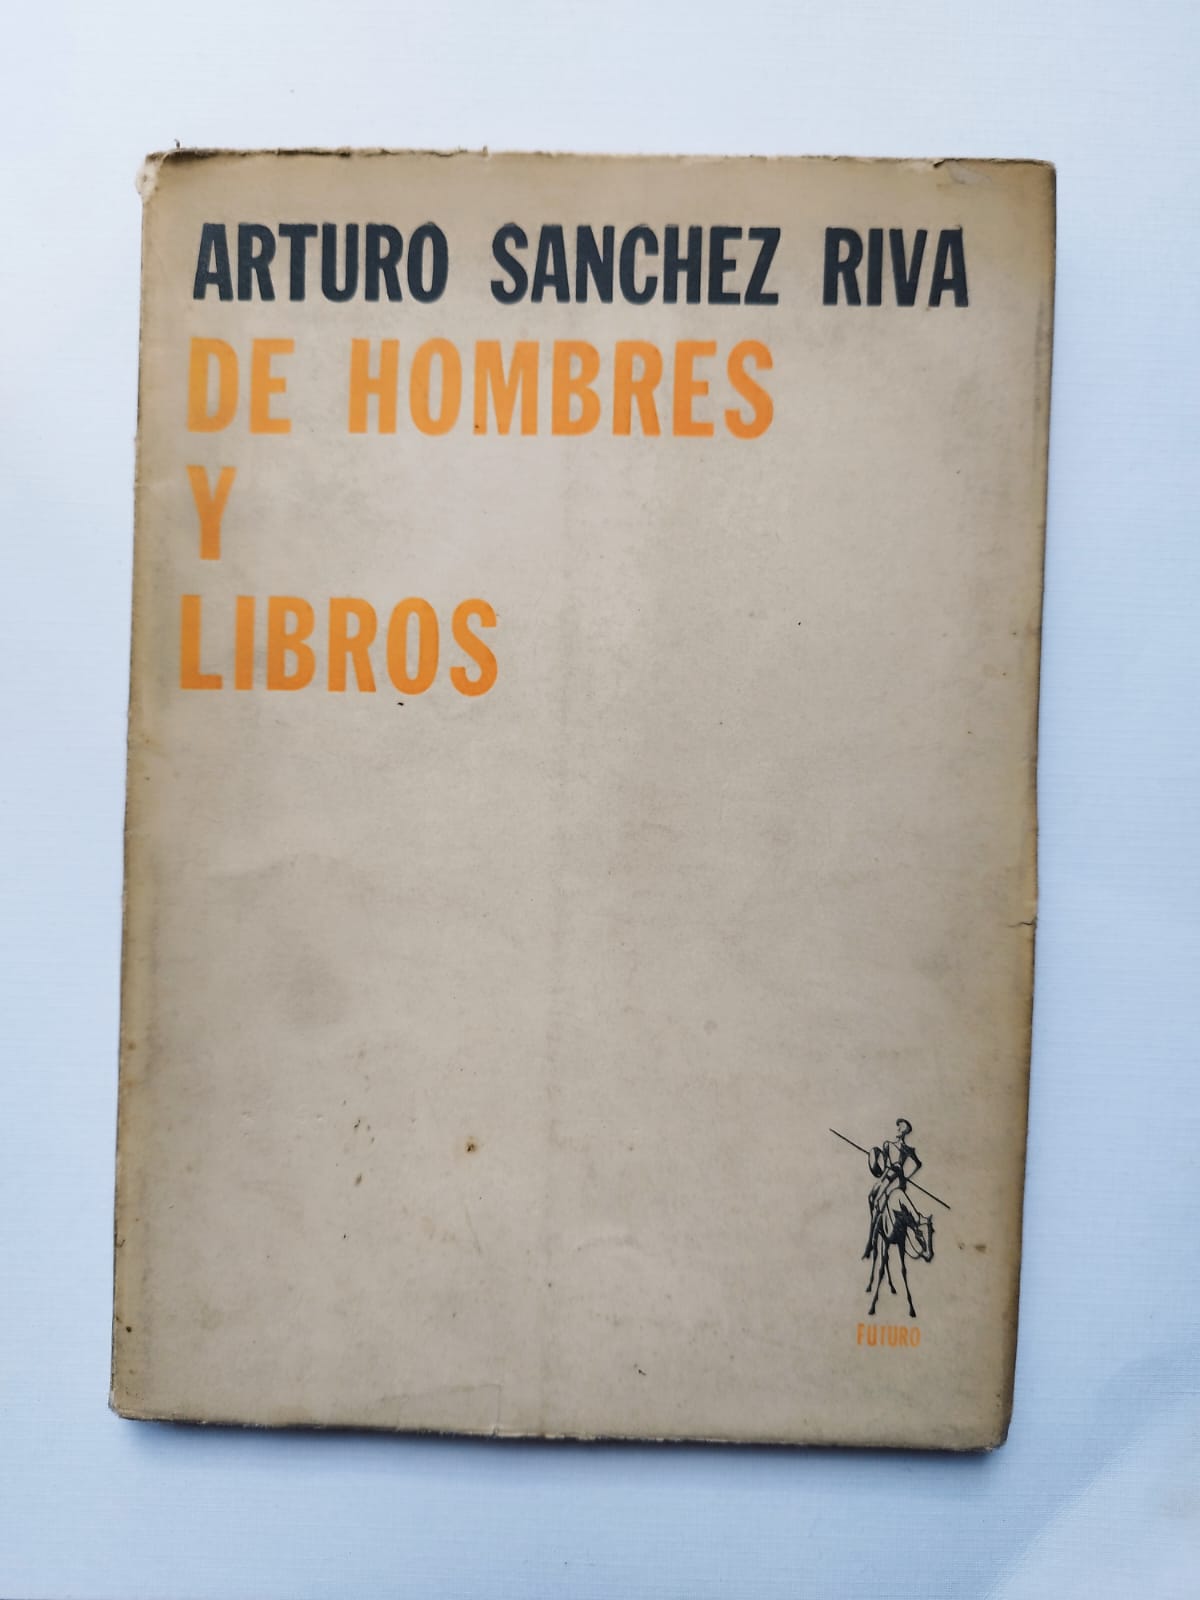 ARTURO SANCHEZ RIVA
DE HOMBRES
Y
LIBROS
FUTURO